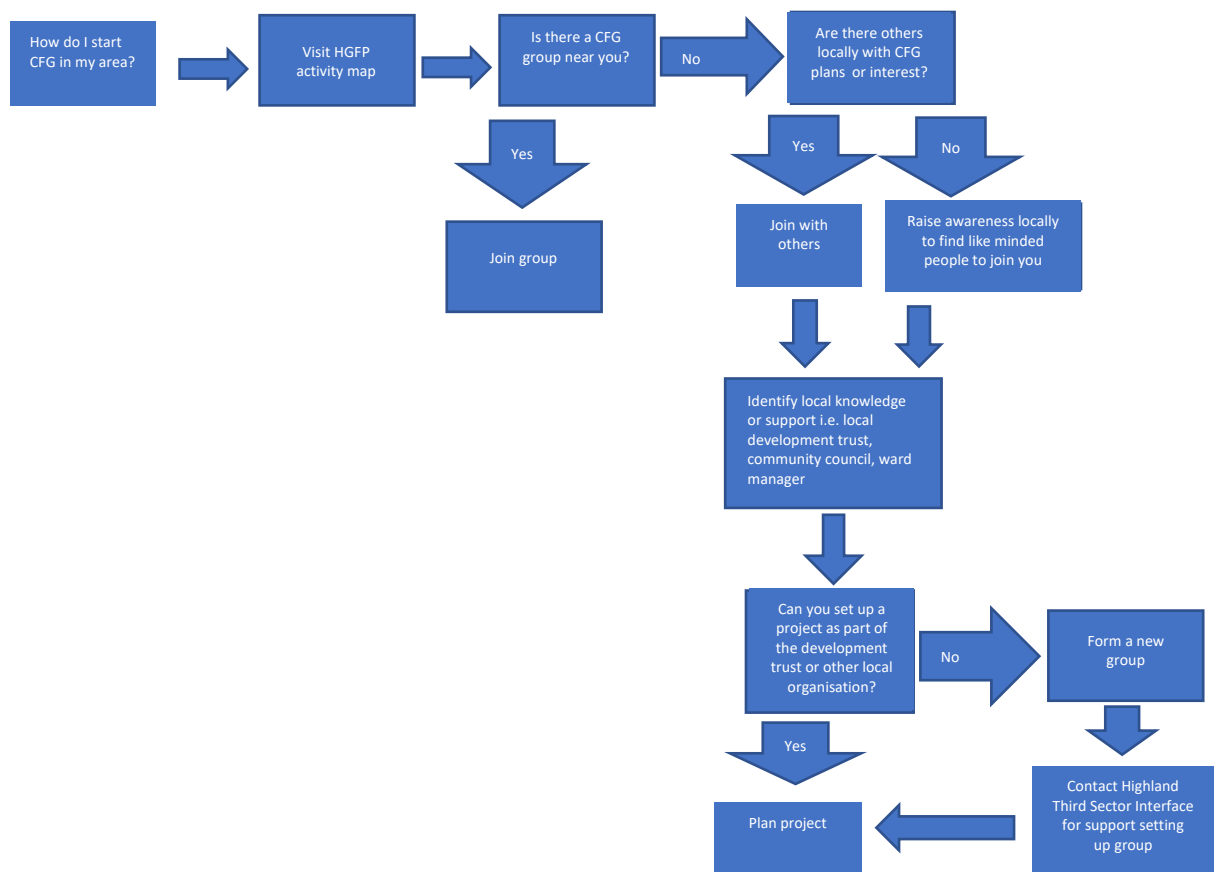 How do I start
CFG in my area?
Visit HGFP
activity map
Is there a CFG
group near you?
No
Are there others
locally with CFG
plans or interest?
Yes
Join group
Yes
No
Join with
others
Raise awareness locally
to find like minded
people to join you
Identify local knowledge
or support i.e. local
development trust,
community council, ward
manager
Can you set up a
project as part of
the development
trust or other local
organisation?
No
Form a new
group
Yes
Plan project
Contact Highland
Third Sector Interface
for support setting
up group